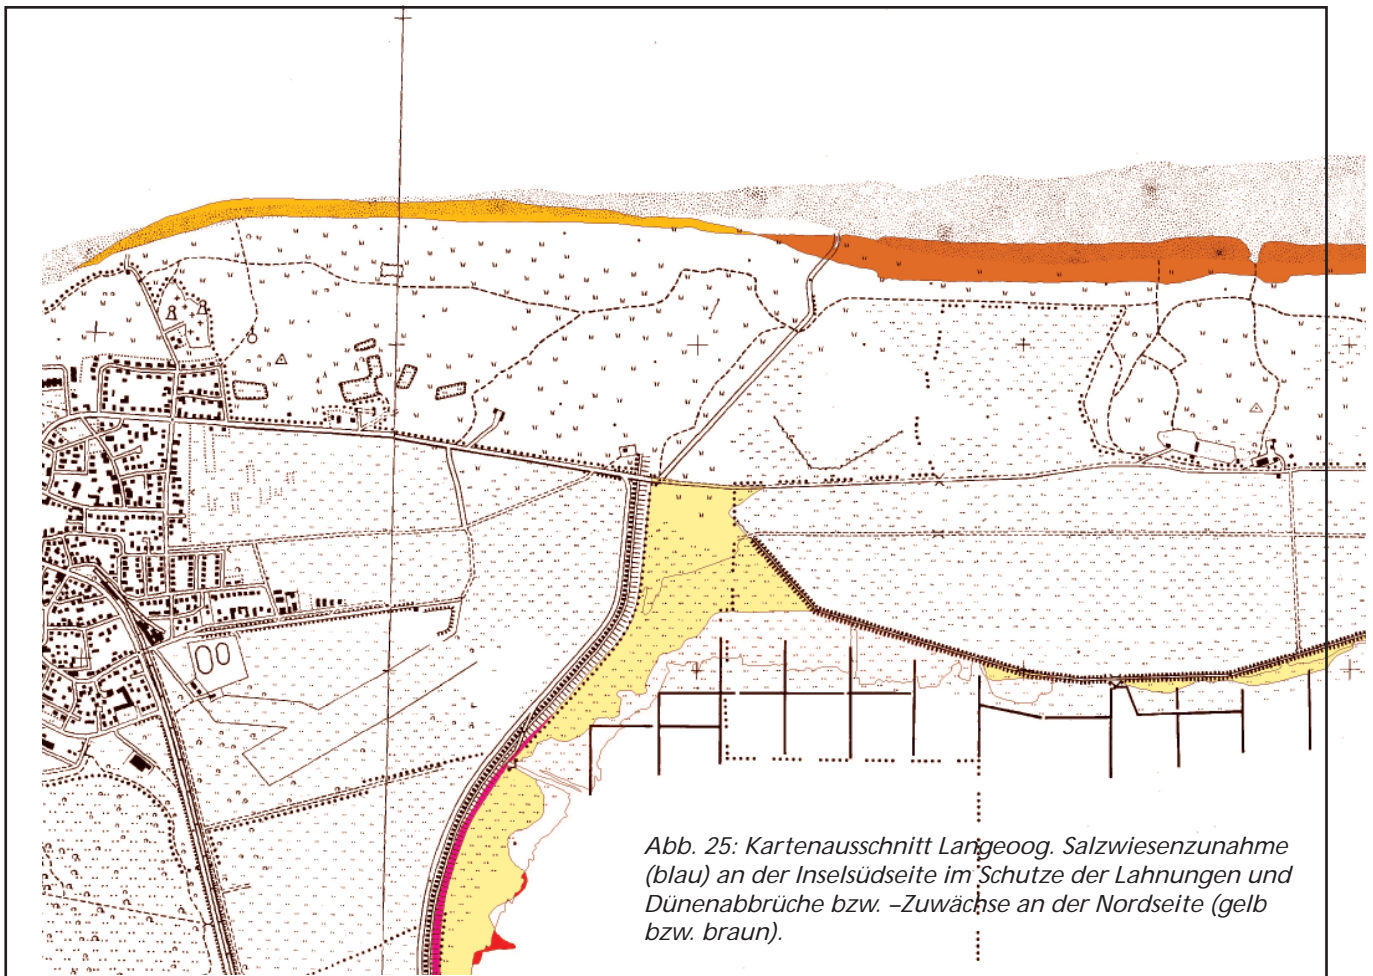 Abb. 25: Kartenausschnitt Langeoog. Salzwiesenzunahme
(blau) an der Inselsüdseite im Schutze der Lahnungen und
Dünenabbrüche bzw. –Zuwächse an der Nordseite (gelb
bzw. braun).